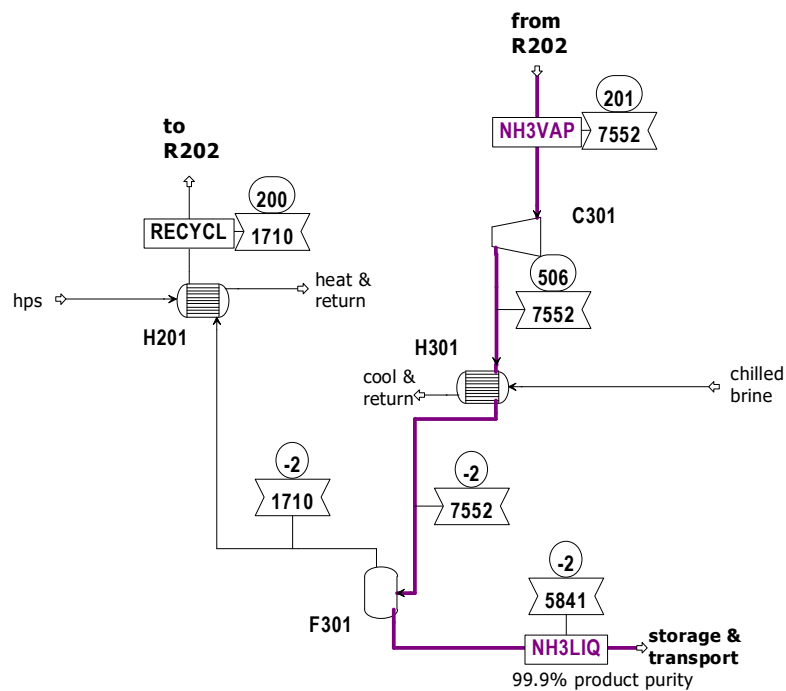 from
R202
201
NH3VAP
7552
to
R202
200
RECYCL
1710
C301
506
7552
hps
heat &
return
H201
H301
cool &
return
chilled
brine
-2
1710
-2
7552
-2
5841
F301
NH3LIQ
storage &
transport
99.9% product purity